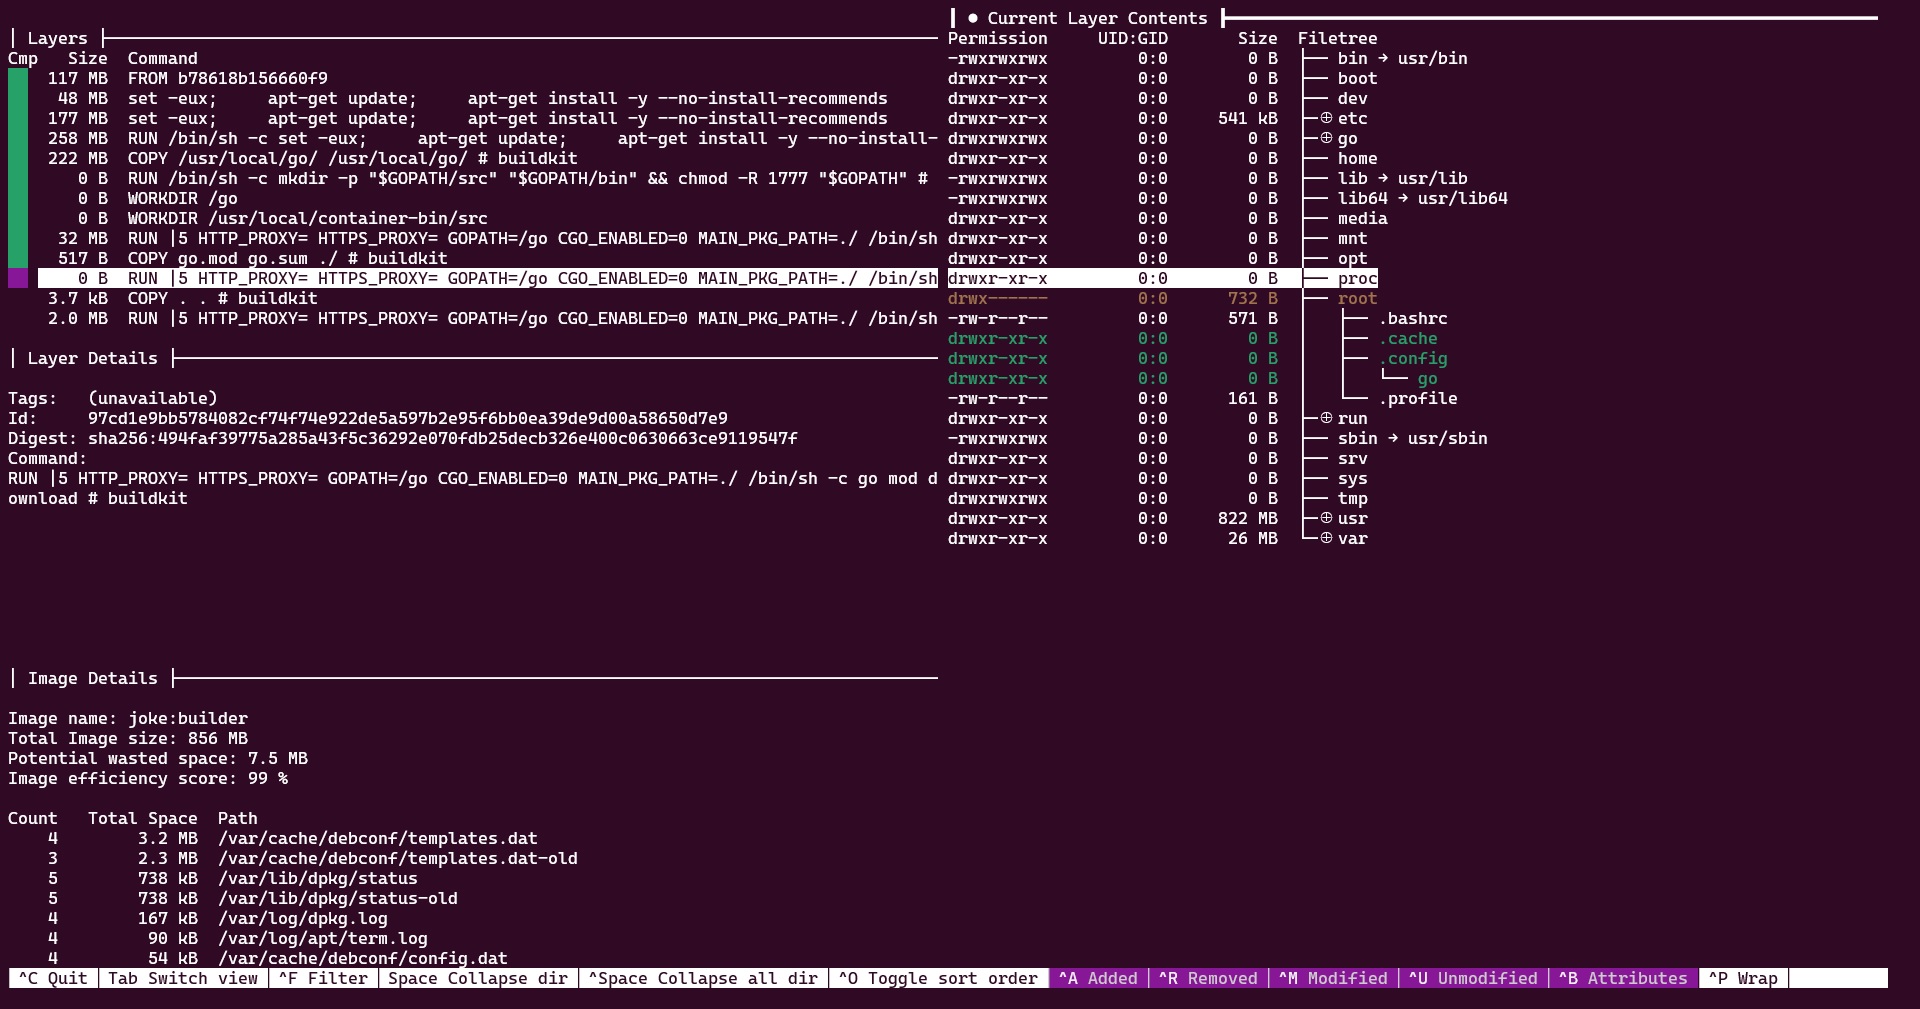 │ Layers ├
Cmp   Size  Command
117 MB  FROM b78618b156660f9
48 MB  set -eux;     apt-get update;     apt-get install -y --no-install-recommends
177 MB  set -eux;     apt-get update;     apt-get install -y --no-install-recommends
258 MB  RUN /bin/sh -c set -eux;     apt-get update;     apt-get install -y --no-install-
222 MB  COPY /usr/local/go/ /usr/local/go/ # buildkit
0 B  RUN /bin/sh -c mkdir -p "$GOPATH/src" "$GOPATH/bin" && chmod -R 1777 "$GOPATH" #
0 B  WORKDIR /go
0 B  WORKDIR /usr/local/container-bin/src
32 MB  RUN |5 HTTP_PROXY= HTTPS_PROXY= GOPATH=/go CGO_ENABLED=0 MAIN_PKG_PATH=./ /bin/sh
517 B  COPY go.mod go.sum ./ # buildkit
0 B  RUN |5 HTTP_PROXY= HTTPS_PROXY= GOPATH=/go CGO_ENABLED=0 MAIN_PKG_PATH=./ /bin/sh
3.7 kB  COPY . . # buildkit
2.0 MB  RUN |5 HTTP_PROXY= HTTPS_PROXY= GOPATH=/go CGO_ENABLED=0 MAIN_PKG_PATH=./ /bin/sh
│ Layer Details ├
Tags:   (unavailable)
Id:     97cd1e9bb5784082cf74f74e922de5a597b2e95f6bb0ea39de9d00a58650d7e9
Digest: sha256:494faf39775a285a43f5c36292e070fdb25decb326e400c0630663ce9119547f
Command:
RUN |5 HTTP_PROXY= HTTPS_PROXY= GOPATH=/go CGO_ENABLED=0 MAIN_PKG_PATH=./ /bin/sh -c go mod d
ownload # buildkit
│ Image Details ├
Image name: joke:builder
Total Image size: 856 MB
Potential wasted space: 7.5 MB
Image efficiency score: 99 %
Count   Total Space  Path
4        3.2 MB  /var/cache/debconf/templates.dat
3        2.3 MB  /var/cache/debconf/templates.dat-old
5        738 kB  /var/lib/dpkg/status
5        738 kB  /var/lib/dpkg/status-old
4        167 kB  /var/log/dpkg.log
4         90 kB  /var/log/apt/term.log
4         54 kB  /var/cache/debconf/config.dat
┃ ● Current Layer Contents ┣
Permission     UID:GID       Size  Filetree
-rwxrwxrwx         0:0        0 B  ├── bin → usr/bin
drwxr-xr-x         0:0        0 B  ├── boot
drwxr-xr-x         0:0        0 B  ├── dev
drwxr-xr-x         0:0     541 kB  ├─⊕ etc
drwxrwxrwx         0:0        0 B  ├─⊕ go
drwxr-xr-x         0:0        0 B  ├── home
-rwxrwxrwx         0:0        0 B  ├── lib → usr/lib
-rwxrwxrwx         0:0        0 B  ├── lib64 → usr/lib64
drwxr-xr-x         0:0        0 B  ├── media
drwxr-xr-x         0:0        0 B  ├── mnt
drwxr-xr-x         0:0        0 B  ├── opt
drwxr-xr-x         0:0        0 B  ├── proc
drwx------         0:0      732 B  ├── root
-rw-r--r--         0:0      571 B  │   ├── .bashrc
drwxr-xr-x         0:0        0 B  │   ├── .cache
drwxr-xr-x         0:0        0 B  │   ├── .config
drwxr-xr-x         0:0        0 B  │   │   └── go
-rw-r--r--         0:0      161 B  │   └── .profile
drwxr-xr-x         0:0        0 B  ├─⊕ run
-rwxrwxrwx         0:0        0 B  ├── sbin → usr/sbin
drwxr-xr-x         0:0        0 B  ├── srv
drwxr-xr-x         0:0        0 B  ├── sys
drwxrwxrwx         0:0        0 B  ├── tmp
drwxr-xr-x         0:0     822 MB  ├─⊕ usr
drwxr-xr-x         0:0      26 MB  └─⊕ var
^C Quit │ Tab Switch view │ ^F Filter │ Space Collapse dir │ ^Space Collapse all dir │ ^O Toggle sort order │ ^A Added │ ^R Removed │ ^M Modified │ ^U Unmodified │ ^B Attributes │ ^P Wrap │